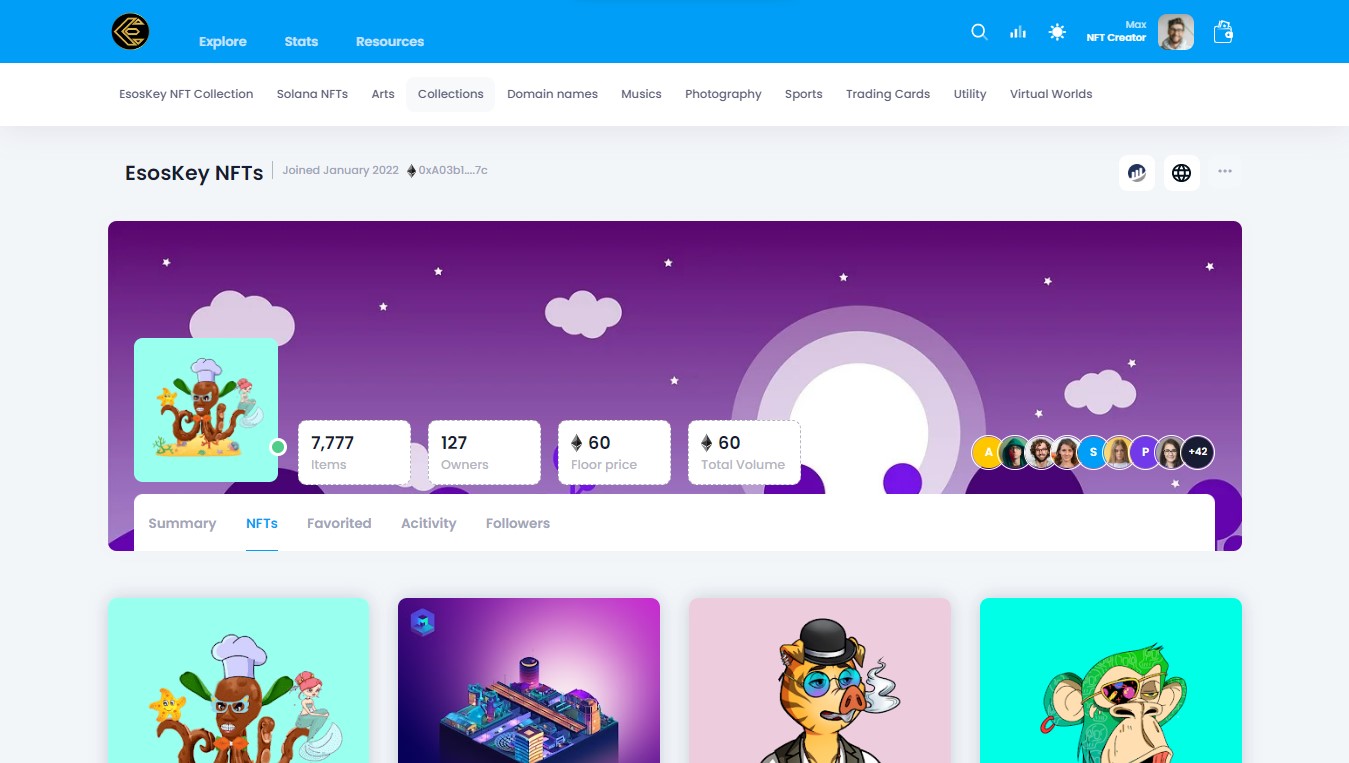 Explore Stats Resources
Max
NFT Creator
EsosKey NFT Collection Solana NFTs Arts Collections Domain names Musics Photography Sports Trading Cards Utility Virtual Worlds
EsosKey NFTs Joined January 2022 0xA03b1....7c
7,777
Items
127
Owners
60
Floor price
60
Total Volume
A S P +42
Summary NFTs Favorited Acitivity Followers